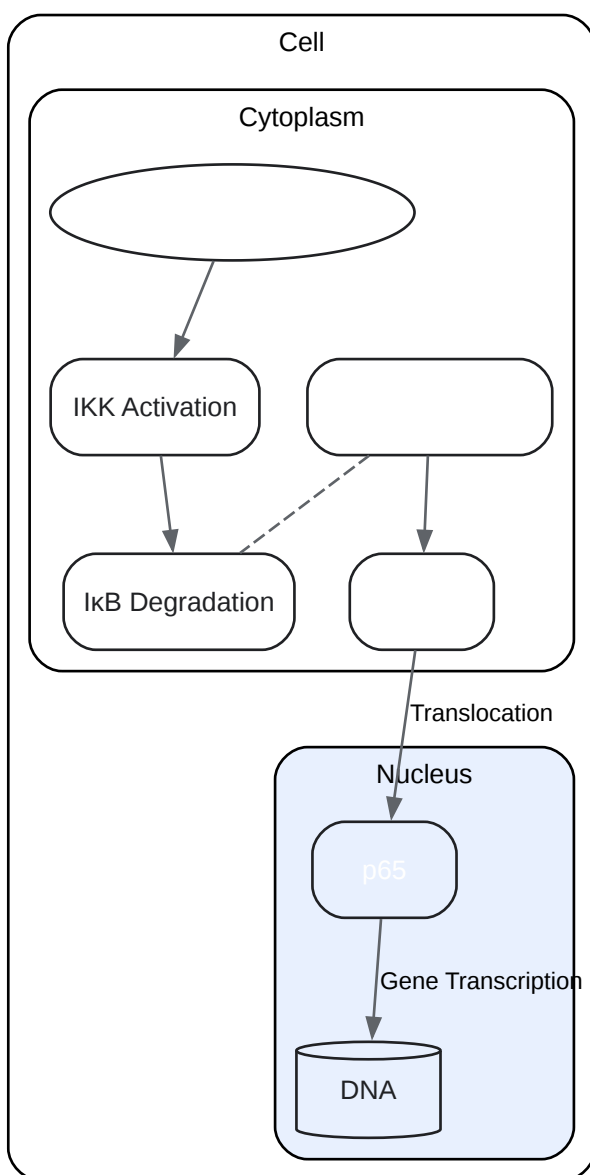 Cell
Cytoplasm
IKK Activation
IκB Degradation
Translocation
Nucleus
p65
Gene Transcription
DNA